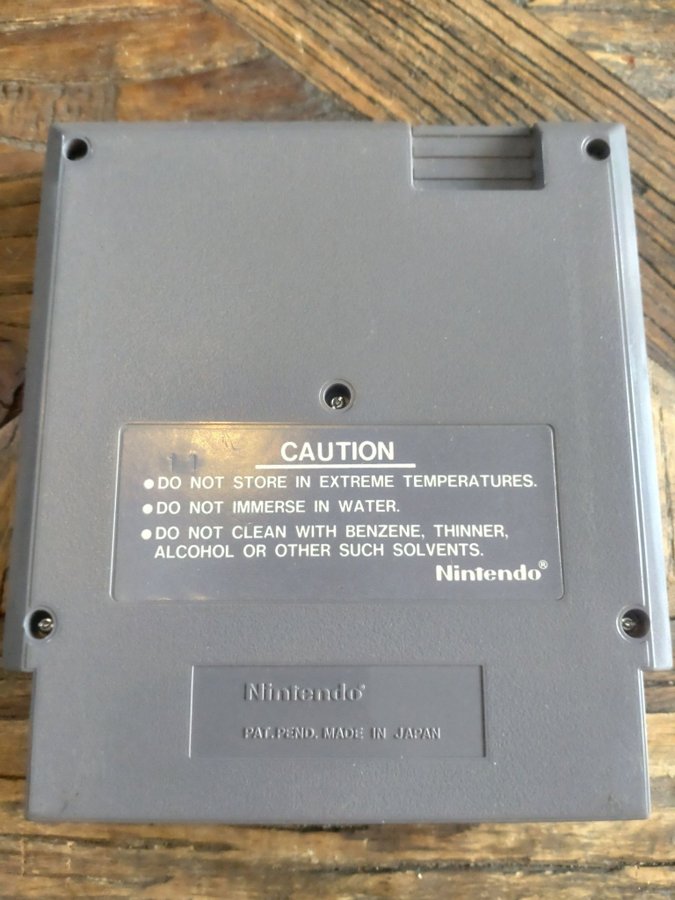 CAUTION
●DO NOT STORE IN EXTREME TEMPERATURES.
●DO NOT IMMERSE IN WATER.
●DO NOT CLEAN WITH BENZENE, THINNER,
ALCOHOL OR OTHER SUCH SOLVENTS.
Nintendo®
Nintendo®
PAT.PEND. MADE IN JAPAN